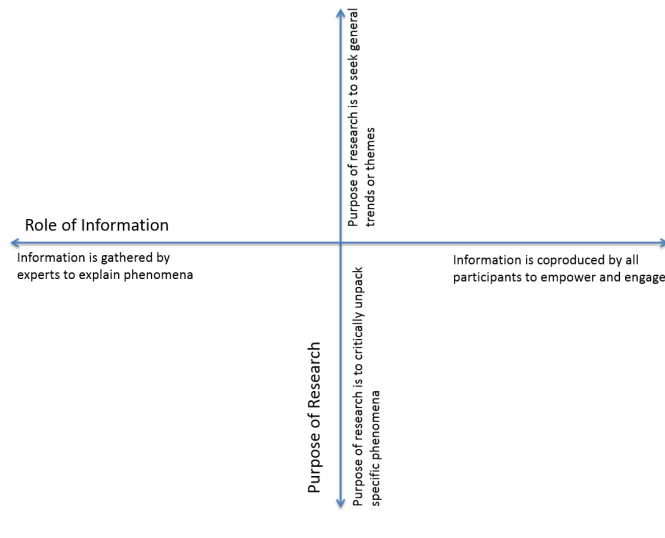 Purpose of research is to seek general
trends or themes
Role of Information
Information is gathered by
experts to explain phenomena
Information is coproduced by all
participants to empower and engage
Purpose of Research
Purpose of research is to critically unpack
specific phenomena